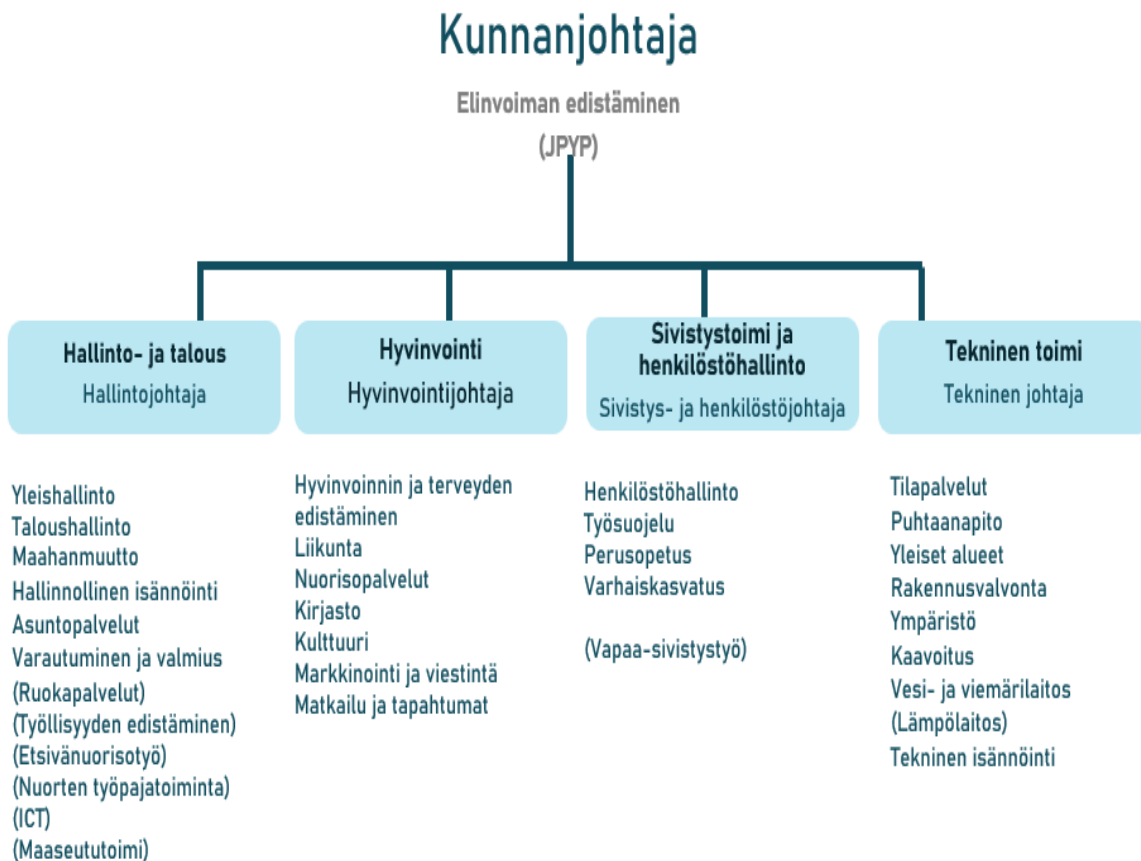 Kunnanjohtaja
Elinvoiman edistäminen
(JPYP)
Hallinto- ja talous
Hallintojohtaja
Yleishallinto
Taloushallinto
Maahanmuutto
Hallinnollinen isännöinti
Asuntopalvelut
Varautuminen ja valmius
(Ruokapalvelut)
(Työllisyyden edistäminen)
(Etsivänuorisotyö)
(Nuorten työpajatoiminta)
(ICT)
(Maaseututoimi)
Hyvinvointi
Hyvinvointijohtaja
Hyvinvoinnin ja terveyden
edistäminen
Liikunta
Nuorisopalvelut
Kirjasto
Kulttuuri
Markkinointi ja viestintä
Matkailu ja tapahtumat
Sivistystoimi ja
henkilöstöhallinto
Sivistys- ja henkilöstöjohtaja
Henkilöstöhallinto
Työsuojelu
Perusopetus
Varhaiskasvatus
(Vapaa-sivistystyö)
Tekninen toimi
Tekninen johtaja
Tilapalvelut
Puhtaanapito
Yleiset alueet
Rakennusvalvonta
Ympäristö
Kaavoitus
Vesi- ja viemärilaitos
(Lämpölaitos)
Tekninen isännöinti